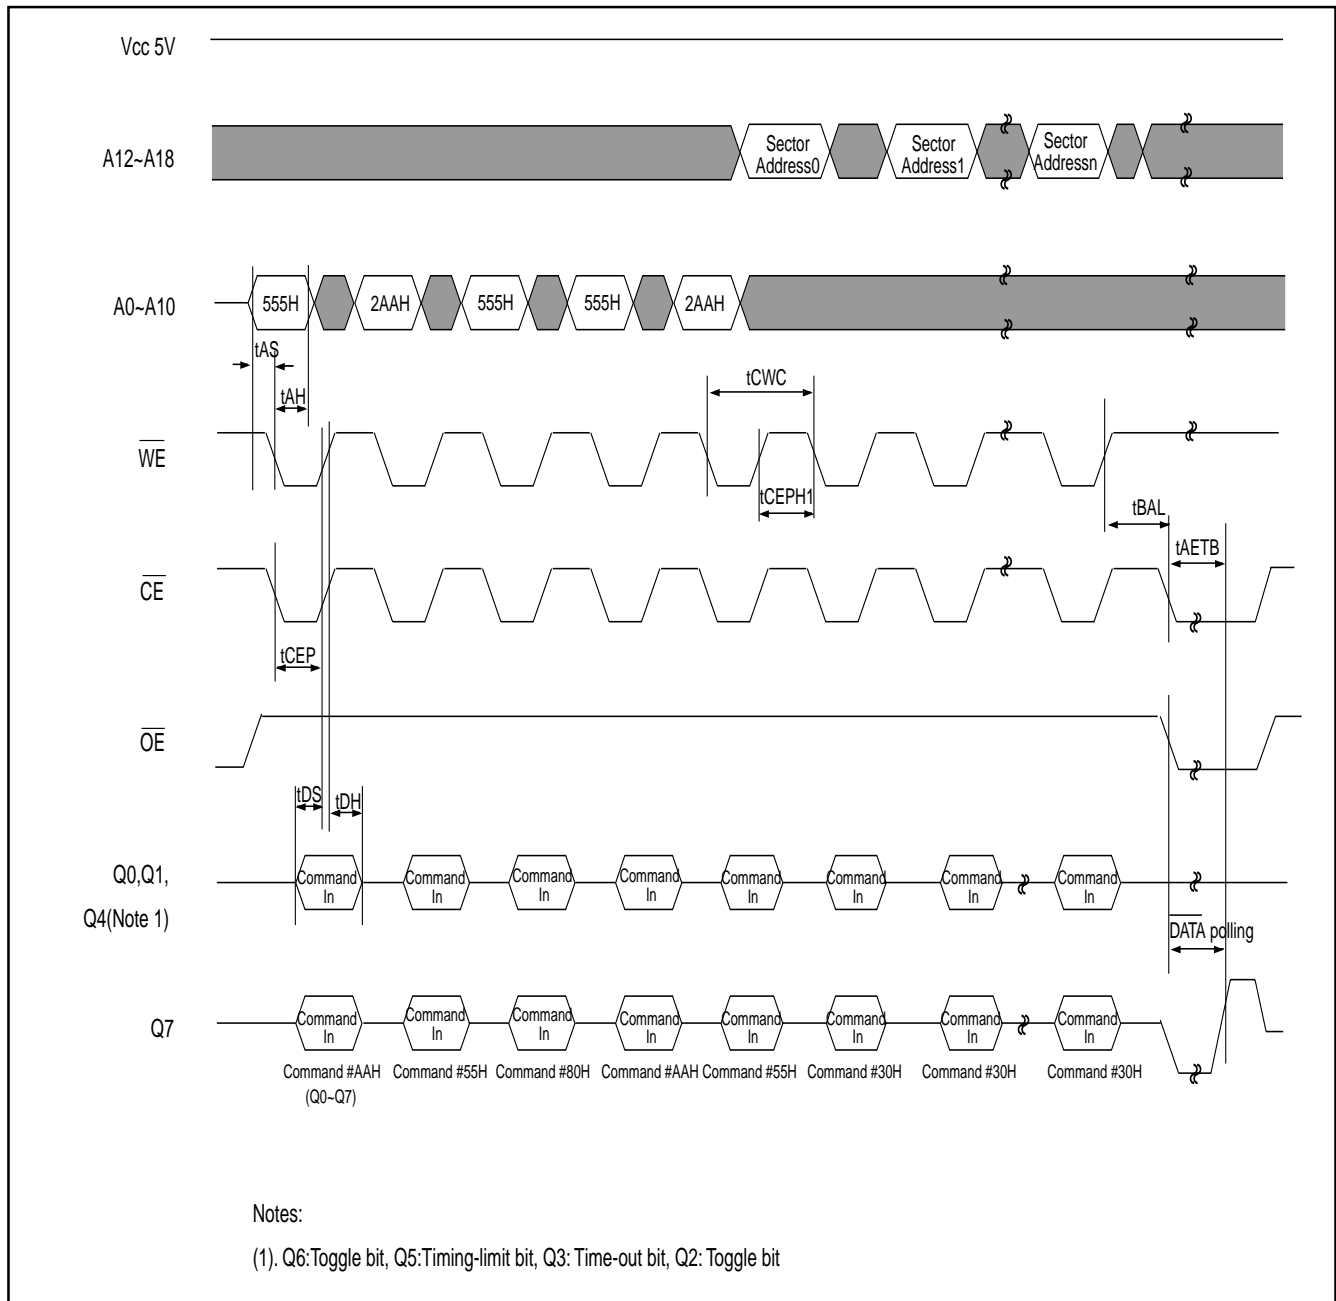 Vcc 5V
A12~A18
Sector
Address0
Sector
Address1
Sector
Addressn
A0~A10
555H
2AAH
555H
555H
2AAH
tAS
tAH
tCWC
WE
tCEPH1
tBAL
tAETB
CE
tCEP
OE
tDS
tDH
Q0,Q1,
Q4(Note 1)
Command
In
Command
In
Command
In
Command
In
Command
In
Command
In
Command
In
Command
In
DATA polling
Q7
Command
In
Command
In
Command
In
Command
In
Command
In
Command
In
Command
In
Command
In
Command #AAH
(Q0~Q7)
Command #55H
Command #80H
Command #AAH
Command #55H
Command #30H
Command #30H
Command #30H
Notes:
(1). Q6:Toggle bit, Q5:Timing-limit bit, Q3: Time-out bit, Q2: Toggle bit